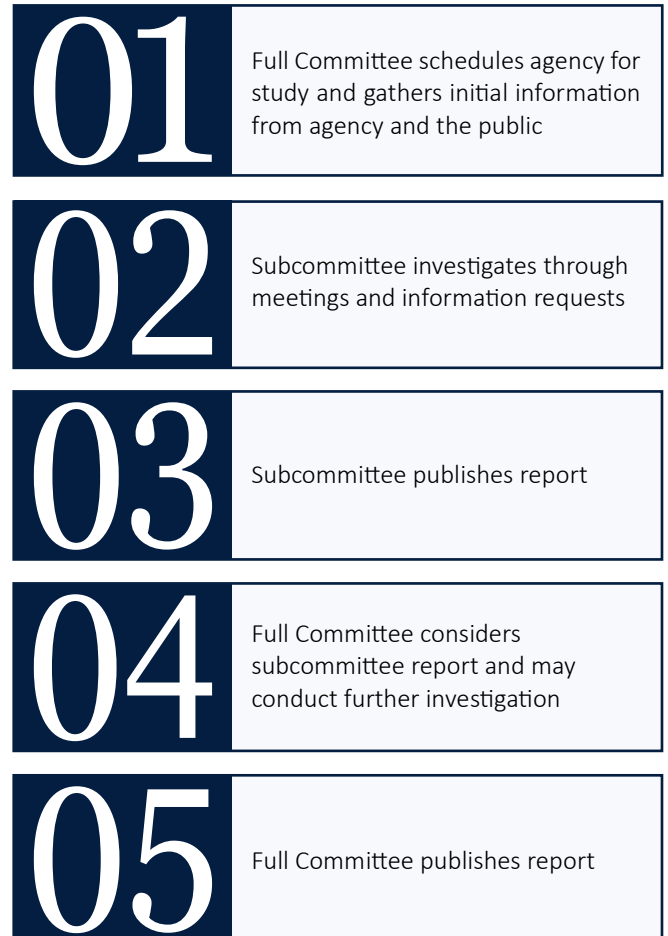 01
Full Committee schedules agency for
study and gathers initial information
from agency and the public
02
Subcommittee investigates through
meetings and information requests
03
Subcommittee publishes report
04
Full Committee considers
subcommittee report and may
conduct further investigation
05
Full Committee publishes report